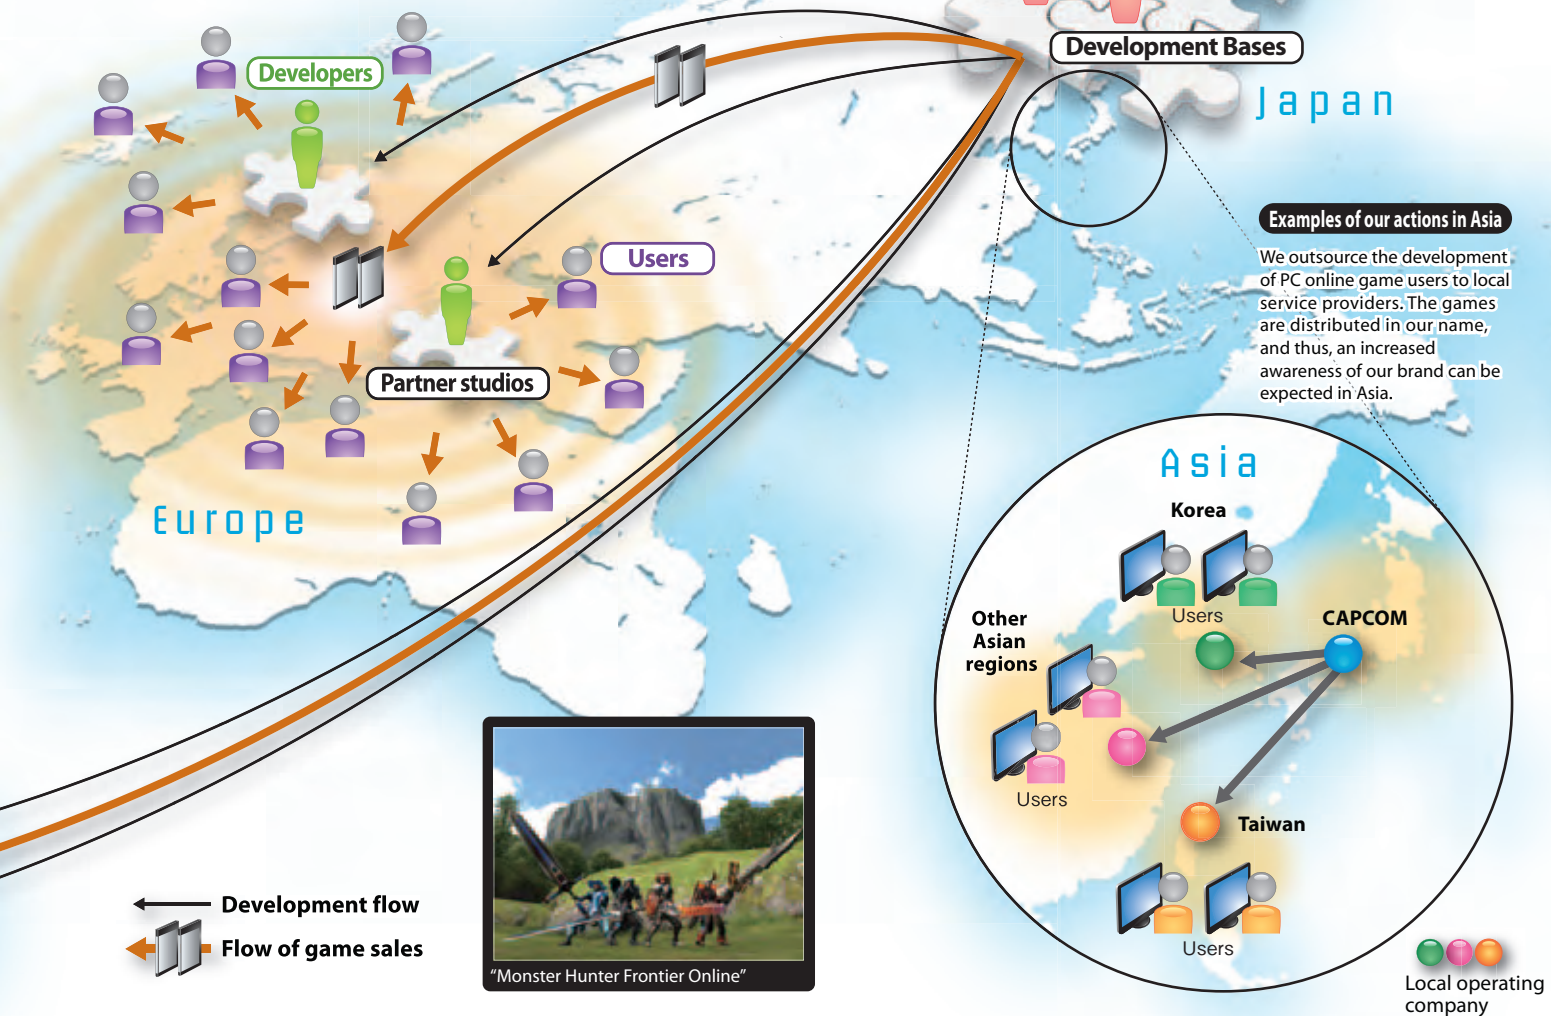 Developers
Development Bases
Japan
Examples of our actions in Asia
We outsource the development
of PC online game users to local
service providers. The games
are distributed in our name,
and thus, an increased
awareness of our brand can be
expected in Asia.
Users
Partner studios
Europe
Asia
Korea
Users
Other
Asian
regions
CAPCOM
Users
Taiwan
Users
Development flow
Flow of game sales
“Monster Hunter Frontier Online”
Local operating
company